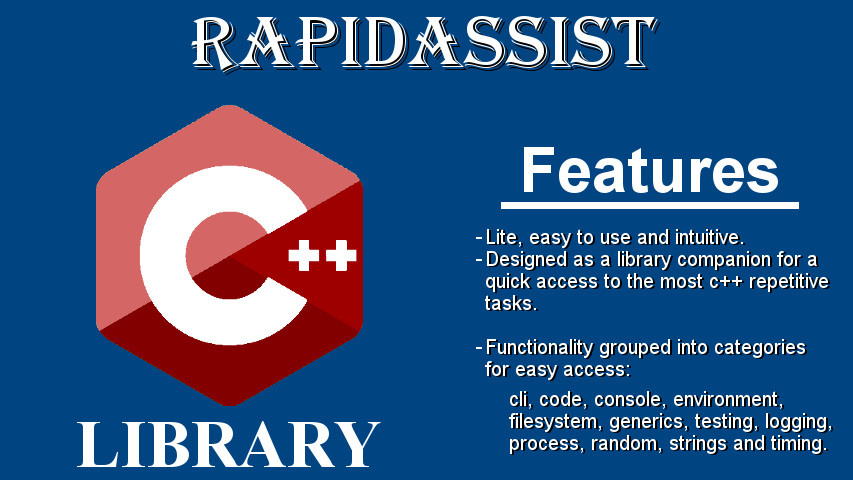 RAPIDASSIST
C++
LIBRARY
Features
- Lite, easy to use and intuitive.
- Designed as a library companion for a
quick access to the most c++ repetitive
tasks.
- Functionality grouped into categories
for easy access:
cli, code, console, environment,
filesystem, generics, testing, logging,
process, random, strings and timing.